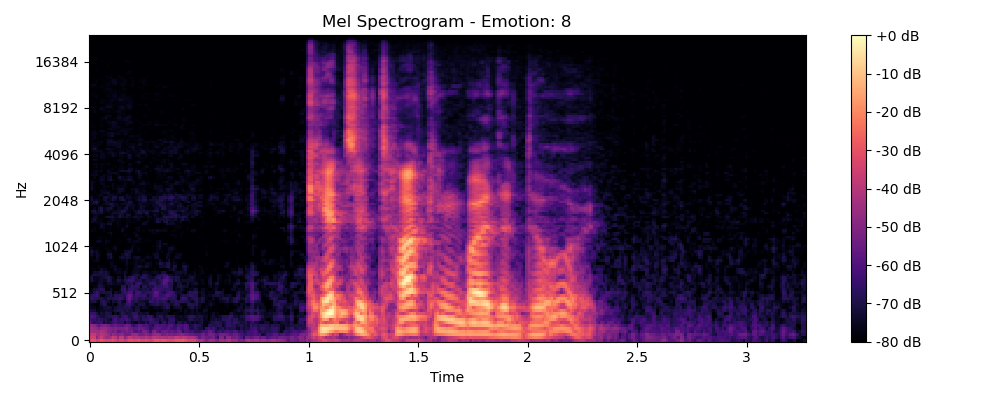 Mel Spectrogram - Emotion: 8
Hz
16384
8192
4096
2048
1024
512
0
0 0.5 1 1.5 2 2.5 3
Time
+0 dB
-10 dB
-20 dB
-30 dB
-40 dB
-50 dB
-60 dB
-70 dB
-80 dB